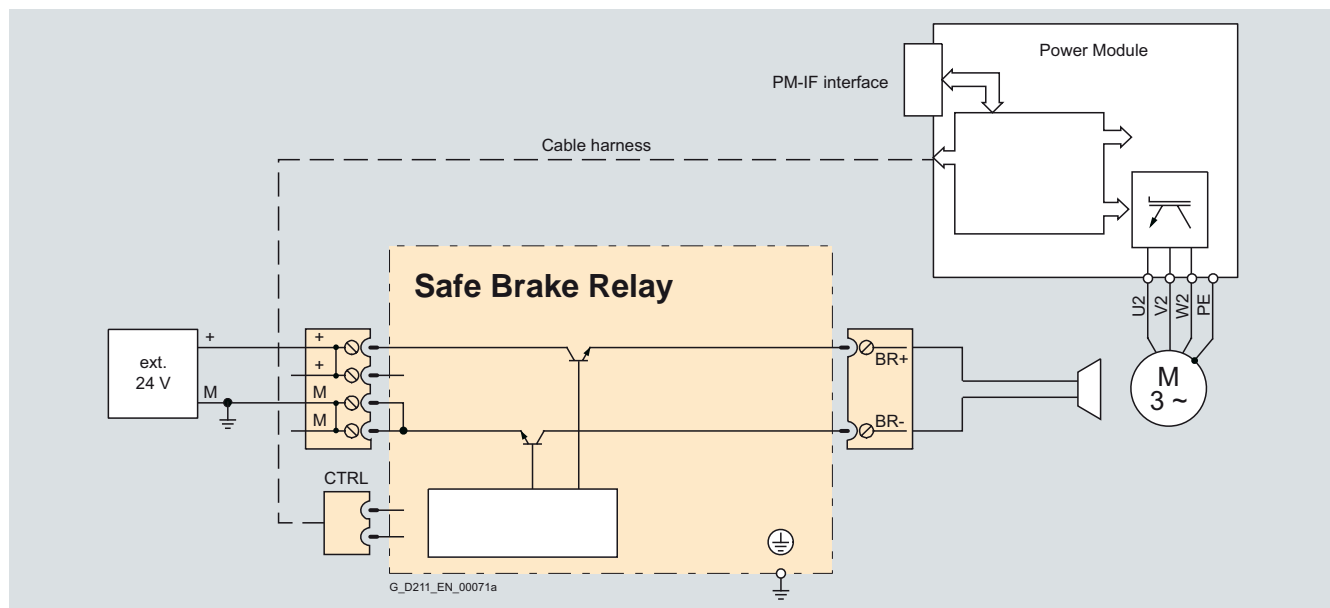 Power Module
PM-IF interface
Cable harness
Safe Brake Relay
U2
V2
W2
PE
ext.
24 V
+
M
+
+
M
M
BR+
BR-
M
3 ~
CTRL
G_D211_EN_00071a